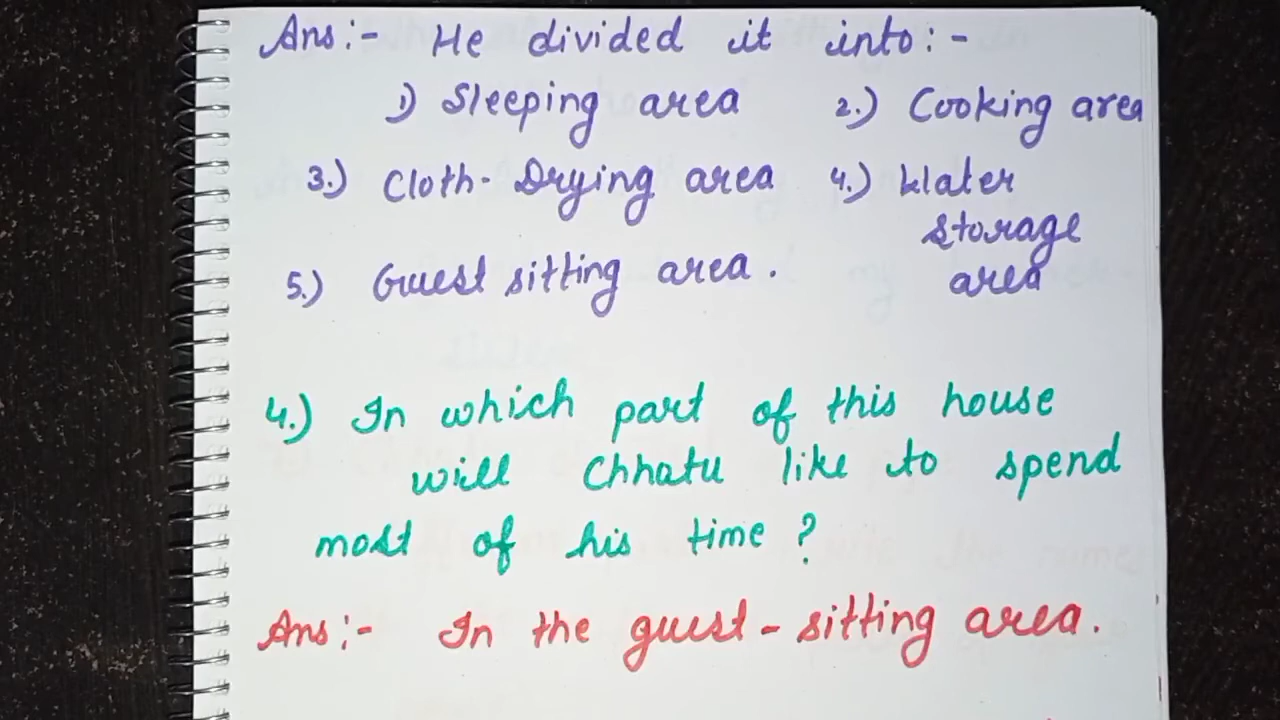 Ans:- He divided it into:-
1) Sleeping area 2.) Cooking area
3.) Cloth-Drying area 4.) Water
storage
5.) Guest sitting area. area
4.) In which part of this house
will Chhatu like to spend
most of his time ?
Ans:- In the guest-sitting area.